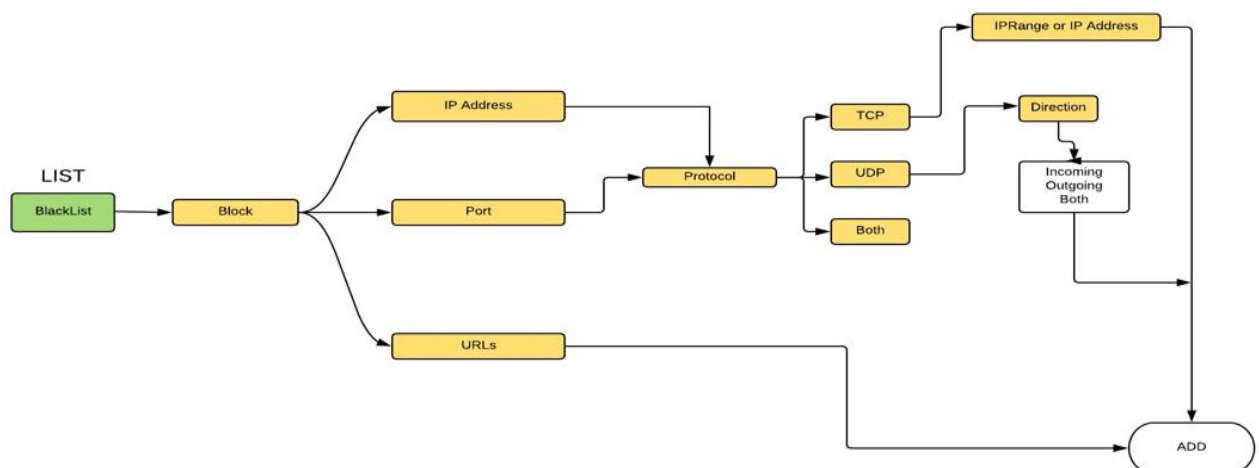 IPRange or IP Address
IP Address
TCP
Direction
LIST
BlackList
Block
Port
Protocol
UDP
Incoming
Outgoing
Both
Both
URLs
ADD